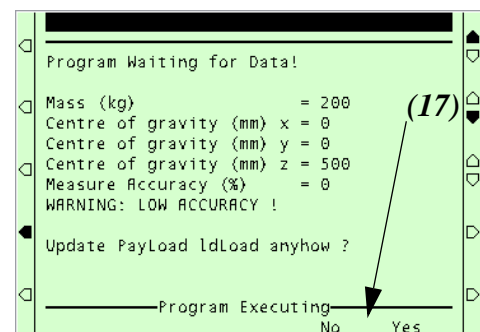 Program Waiting for Data!
Mass (kg) = 200
(17)
Centre of gravity (mm) x = 0
Centre of gravity (mm) y = 0
Centre of gravity (mm) z = 500
Measure Accuracy (%) = 0
WARNING: LOW ACCURACY !
Update PayLoad ldLoad anyhow ?
Program Executing
No Yes